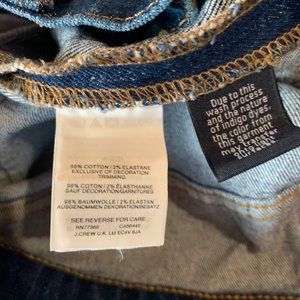 98% COTTON/2% ELASTANE
EXCLUSIVE OF DECORATION
TRIMMING
98% COTON/2% ÉLASTHANNE
SAUF DÉCORATION/GARNITURES
98% BAUMWOLLE/2% ELASTAN
AUSGENOMMEN DEKORATION/BESATZ
SEE REVERSE FOR CARE
RN77388 CA56445
J.CREW U.K. Ltd EC4V 6JA
Due to this
wash process
and the nature
of indigo dyes,
the color from
this garment
may transfer